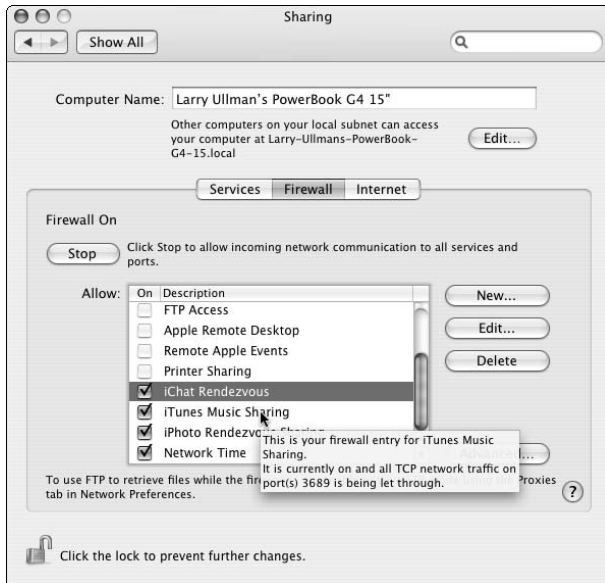 Sharing
Show All
Computer Name: Larry Ullman's PowerBook G4 15"
Other computers on your local subnet can access
your computer at Larry-Ullmans-PowerBook-
G4-15.local
Edit...
Services Firewall Internet
Firewall On
Stop Click Stop to allow incoming network communication to all services and
ports.
Allow: On Description
FTP Access
Apple Remote Desktop
Remote Apple Events
Printer Sharing
iChat Rendezvous
iTunes Music Sharing
iPhoto Rendezvous Sharing
Network Time
New...
Edit...
Delete
This is your firewall entry for iTunes Music
Sharing.
It is currently on and all TCP network traffic on
port(s) 3689 is being let through.
Advanced...
To use FTP to retrieve files while the using the Proxies
tab in Network Preferences.
?
Click the lock to prevent further changes.